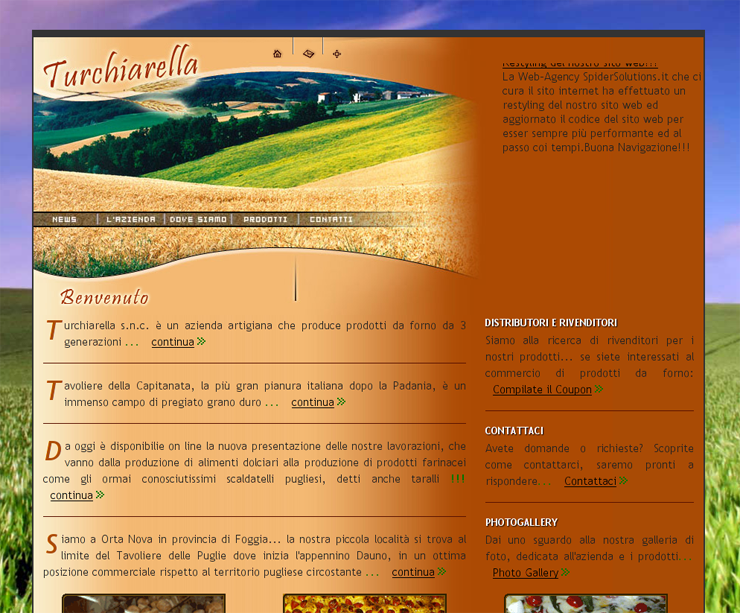 Turchiarella
Restyling del nostro sito web!!!
La Web-Agency SpiderSolutions.it che ci
cura il sito internet ha effettuato un
restyling del nostro sito web ed
aggiornato il codice del sito web per
esser sempre più performante ed al
passo coi tempi.Buona Navigazione!!!
NEWS
L'AZIENDA
DOVE SIAMO
PRODOTTI
CONTATTI
Benvenuto
Turchiarella s.n.c. è un azienda artigiana che produce prodotti da forno da 3
generazioni ... continua
Tavoliere della Capitanata, la più gran pianura italiana dopo la Padania, è un
immenso campo di pregiato grano duro ... continua
Da oggi è disponibilie on line la nuova presentazione delle nostre lavorazioni, che
vanno dalla produzione di alimenti dolciari alla produzione di prodotti farinacei
come gli ormai conosciutissimi scaldatelli pugliesi, detti anche taralli !!!
continua
Siamo a Orta Nova in provincia di Foggia... la nostra piccola località si trova al
limite del Tavoliere delle Puglie dove inizia l'appennino Dauno, in un ottima
posizione commerciale rispetto al territorio pugliese circostante ... continua
DISTRIBUTORI E RIVENDITORI
Siamo alla ricerca di rivenditori per i
nostri prodotti... se siete interessati al
commercio di prodotti da forno:
Compilate il Coupon
CONTATTACI
Avete domande o richieste? Scoprite
come contattarci, saremo pronti a
rispondere... Contattaci
PHOTOGALLERY
Dai uno sguardo alla nostra galleria di
foto, dedicata all'azienda e i prodotti...
Photo Gallery